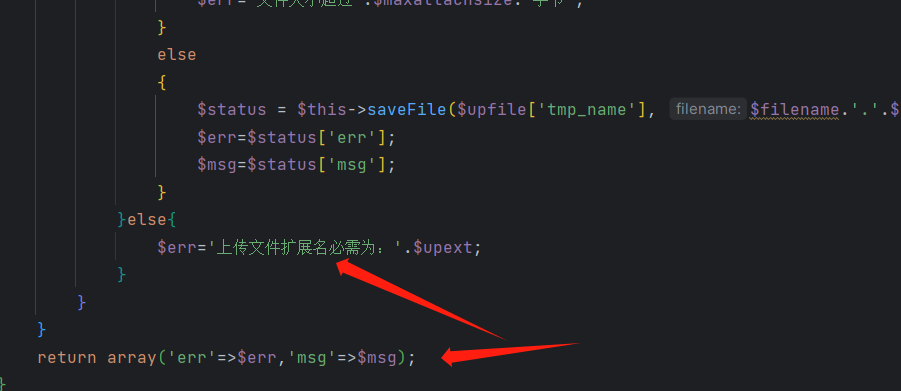 $err='文件大小超过'.$maxattachsize.'字节';
}
else
{
$status = $this->saveFile($upfile['tmp_name'], filename: $filename.'.'.$
$err=$status['err'];
$msg=$status['msg'];
}
}else{
$err='上传文件扩展名必需为：'.$upext;
}
}
}
return array('err'=>$err,'msg'=>$msg);
}